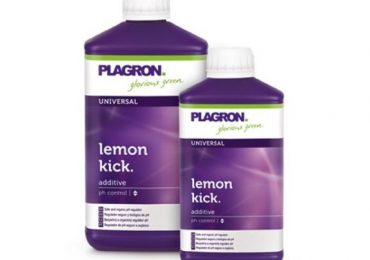 PLAGRON
glorious green
UNIVERSAL
lemon
kick.
additive
ph control
PLAGRON
glorious green
UNIVERSAL
lemon
kick.
additive
ph control